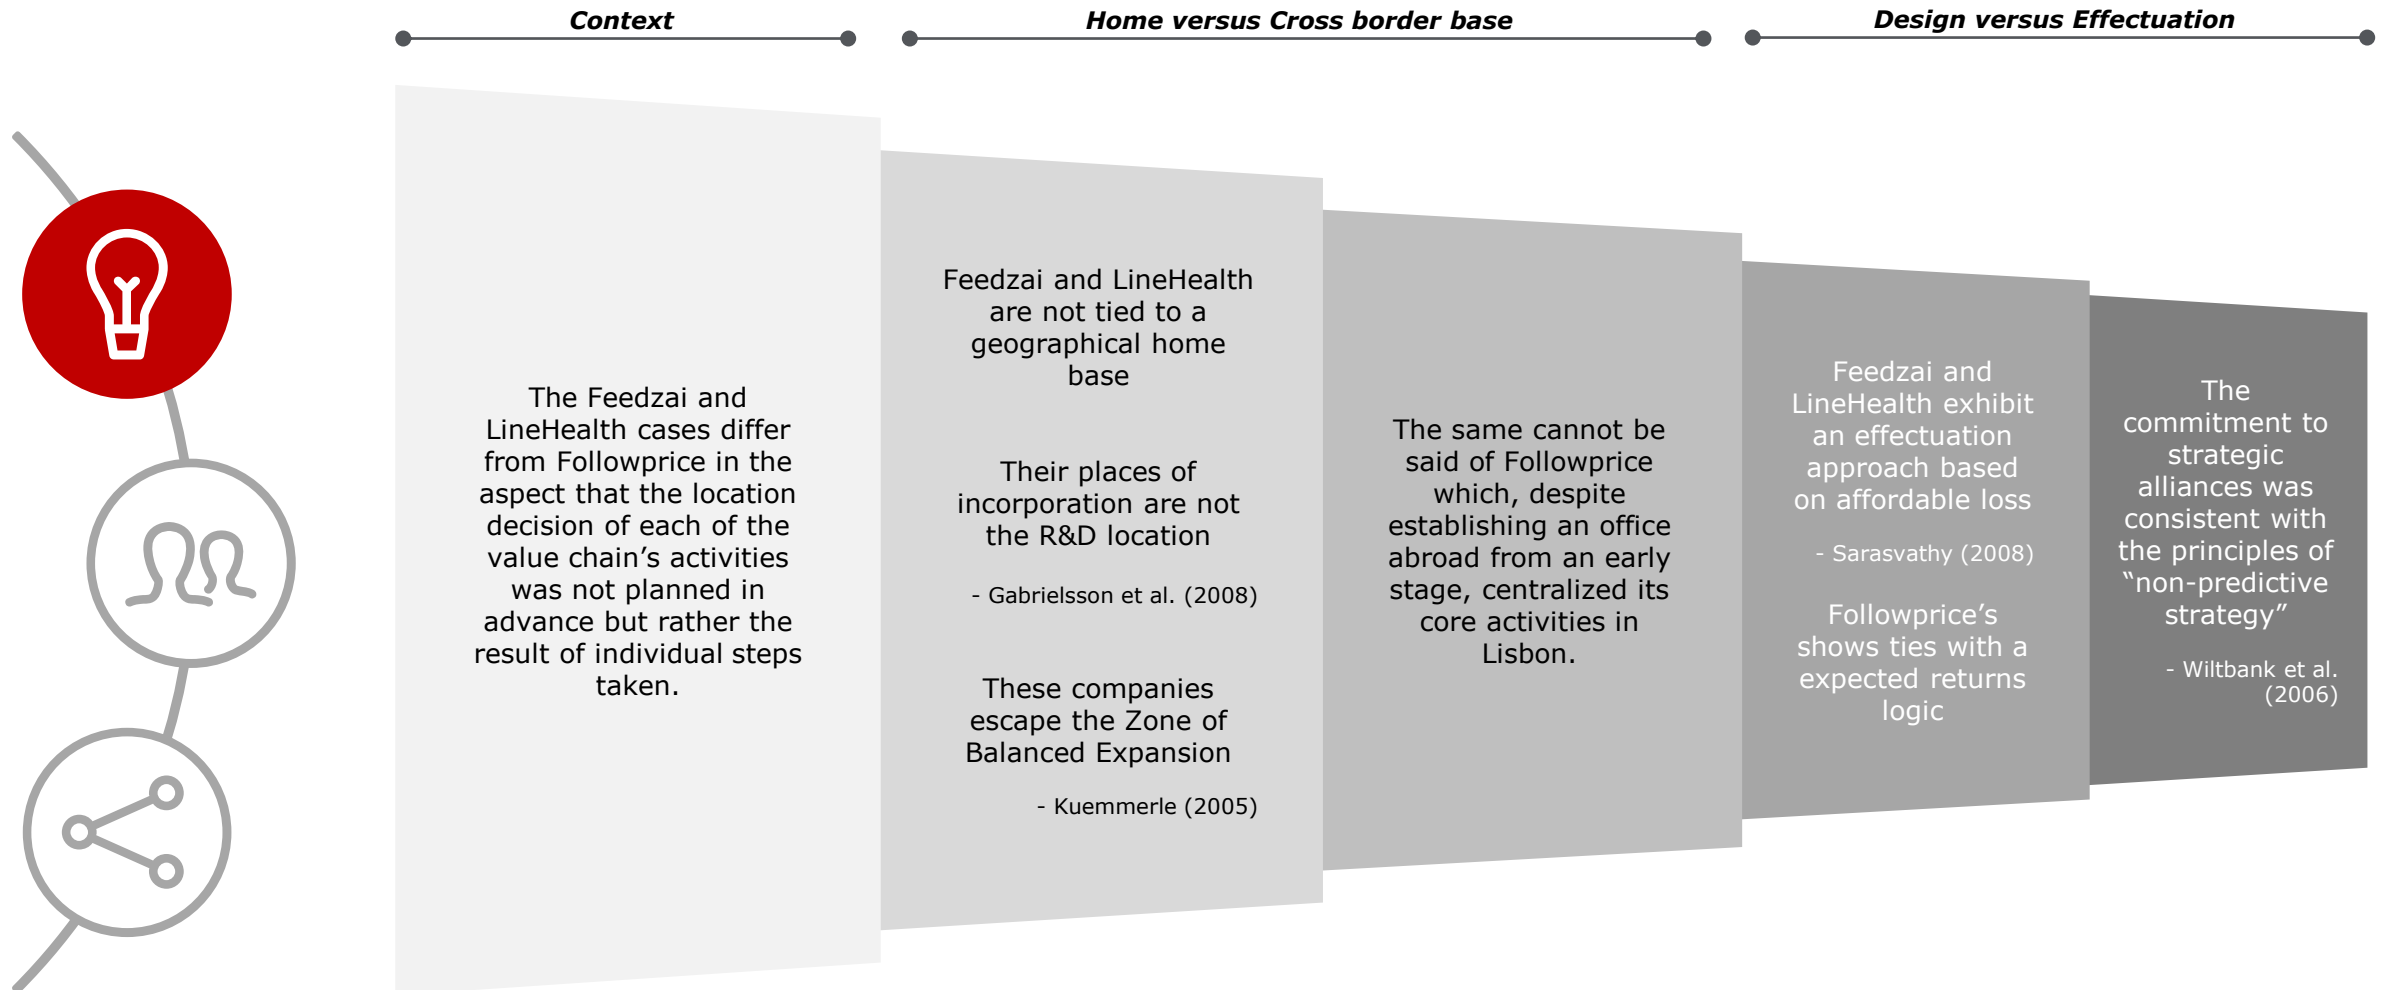 Context
Home versus Cross border base
Design versus Effectuation
The Feedzai and
LineHealth cases differ
from Followprice in the
aspect that the location
decision of each of the
value chain’s activities
was not planned in
advance but rather the
result of individual steps
taken.
Feedzai and LineHealth
are not tied to a
geographical home
base
Their places of
incorporation are not
the R&D location
- Gabrielsson et al. (2008)
These companies
escape the Zone of
Balanced Expansion
- Kuemmerle (2005)
The same cannot be
said of Followprice
which, despite
establishing an office
abroad from an early
stage, centralized its
core activities in
Lisbon.
Feedzai and
LineHealth exhibit
an effectuation
approach based
on affordable loss
- Sarasvathy (2008)
Followprice’s
shows ties with a
expected returns
logic
The
commitment to
strategic
alliances was
consistent with
the principles of
“non-predictive
strategy”
- Wiltbank et al.
(2006)